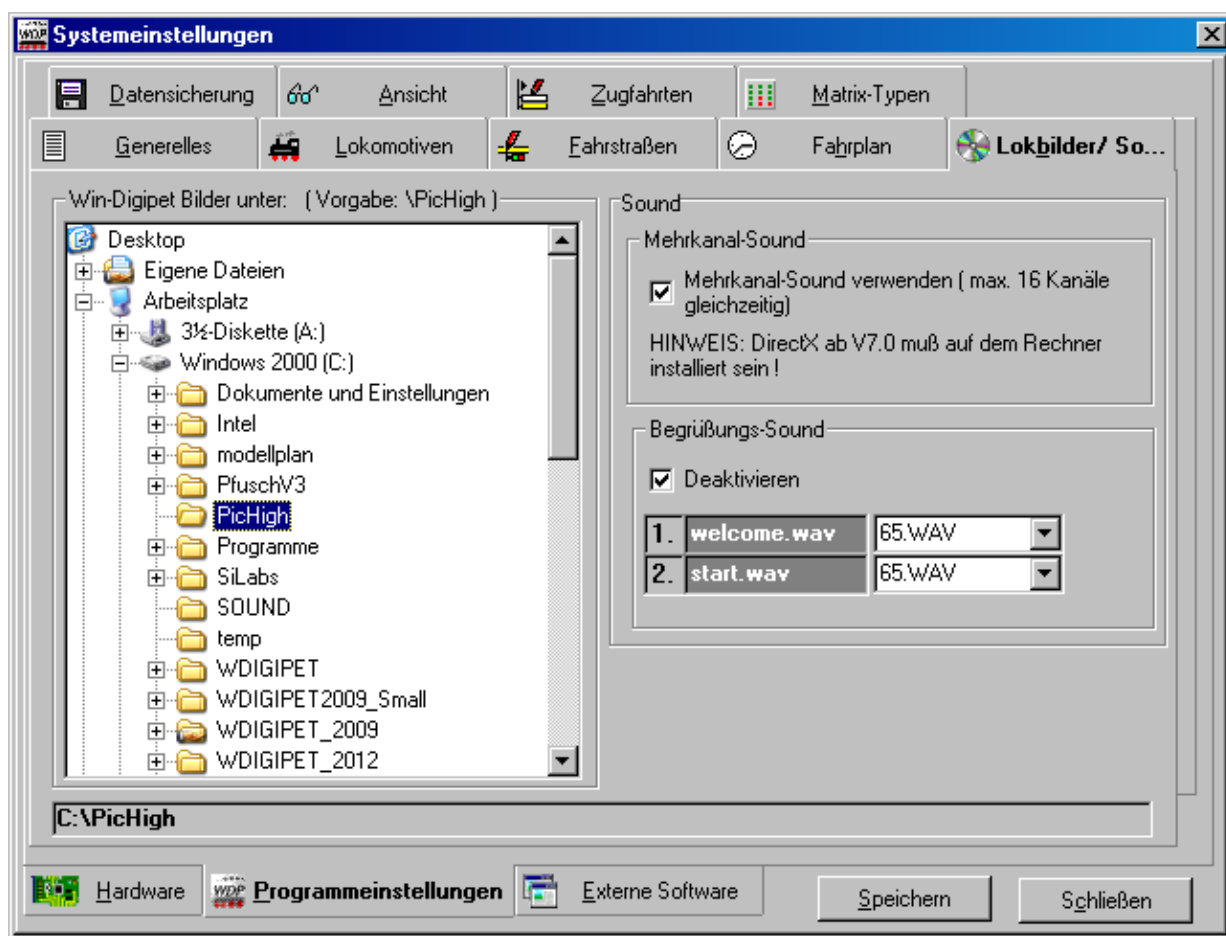 WDP Systemeinstellungen
Datensicherung Ansicht Zugfahrten Matrix-Typen
Generelles Lokomotiven Fahrstraßen Fahrplan Lokbilder/ So...
Win-Digipet Bilder unter: ( Vorgabe: \PicHigh )
Desktop
Eigene Dateien
Arbeitsplatz
3½-Diskette (A:)
Windows 2000 (C:)
Dokumente und Einstellungen
Intel
modellplan
PfuschV3
PicHigh
Programme
SiLabs
SOUND
temp
WDIGIPET
WDIGIPET2009_Small
WDIGIPET_2009
WDIGIPET_2012
Sound
Mehrkanal-Sound
Mehrkanal-Sound verwenden ( max. 16 Kanäle
gleichzeitig)
HINWEIS: DirectX ab V7.0 muß auf dem Rechner
installiert sein !
Begrüßungs-Sound
Deaktivieren
1. welcome.wav 65.WAV
2. start.wav 65.WAV
C:\PicHigh
Hardware WDP Programmeinstellungen Externe Software Speichern Schließen